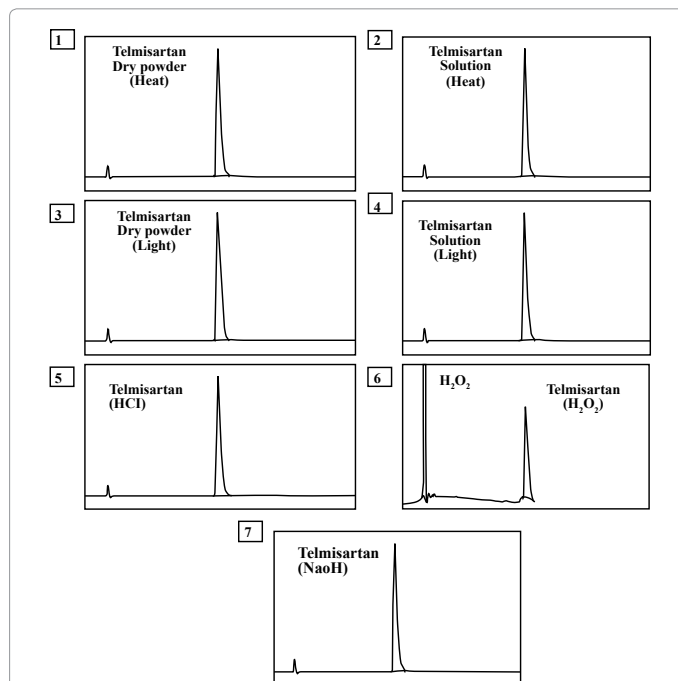 1
Telmisartan
Dry powder
(Heat)
2
Telmisartan
Solution
(Heat)
3
Telmisartan
Dry powder
(Light)
4
Telmisartan
Solution
(Light)
5
Telmisartan
(HCl)
6
H₂O₂
Telmisartan
(H₂O₂)
7
Telmisartan
(NaoH)